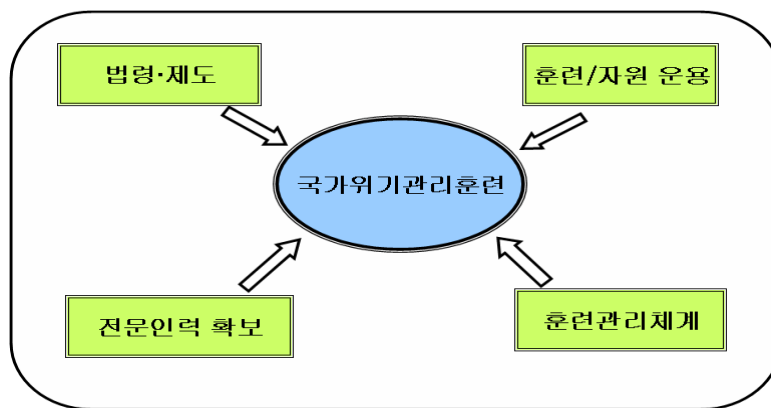 법령·제도
훈련/자원 운용
국가위기관리훈련
전문인력 확보
훈련관리체계